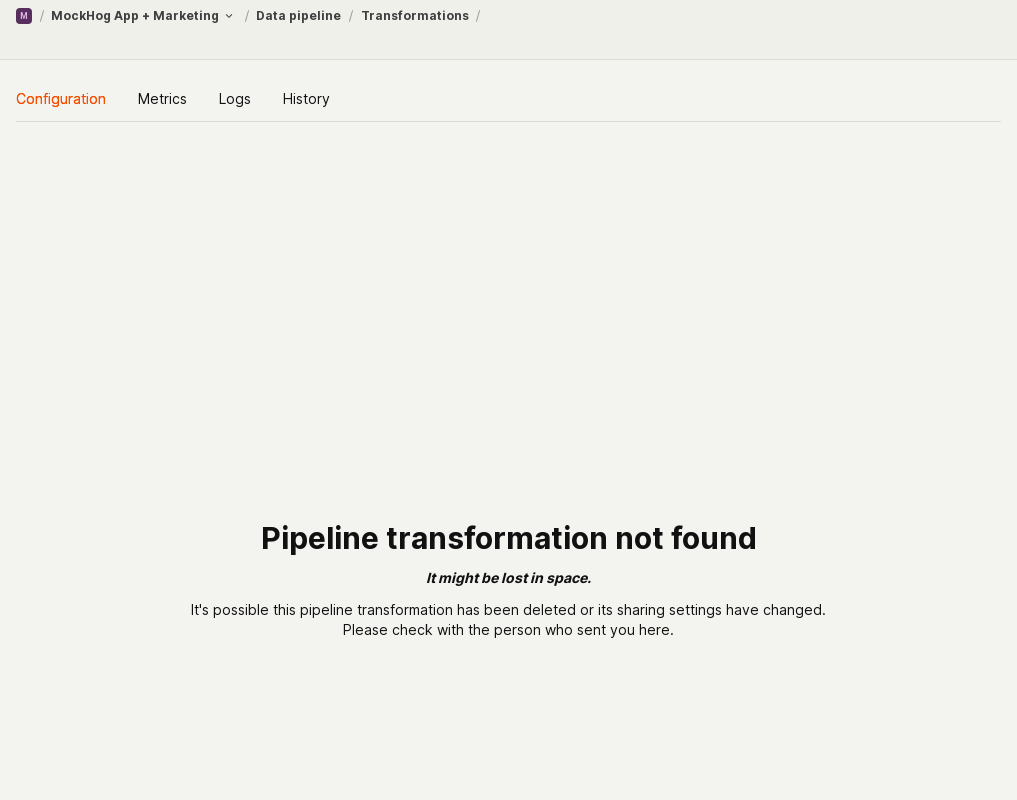 M / MockHog App + Marketing / Data pipeline / Transformations /
Configuration Metrics Logs History
Pipeline transformation not found
It might be lost in space.
It's possible this pipeline transformation has been deleted or its sharing settings have changed.
Please check with the person who sent you here.